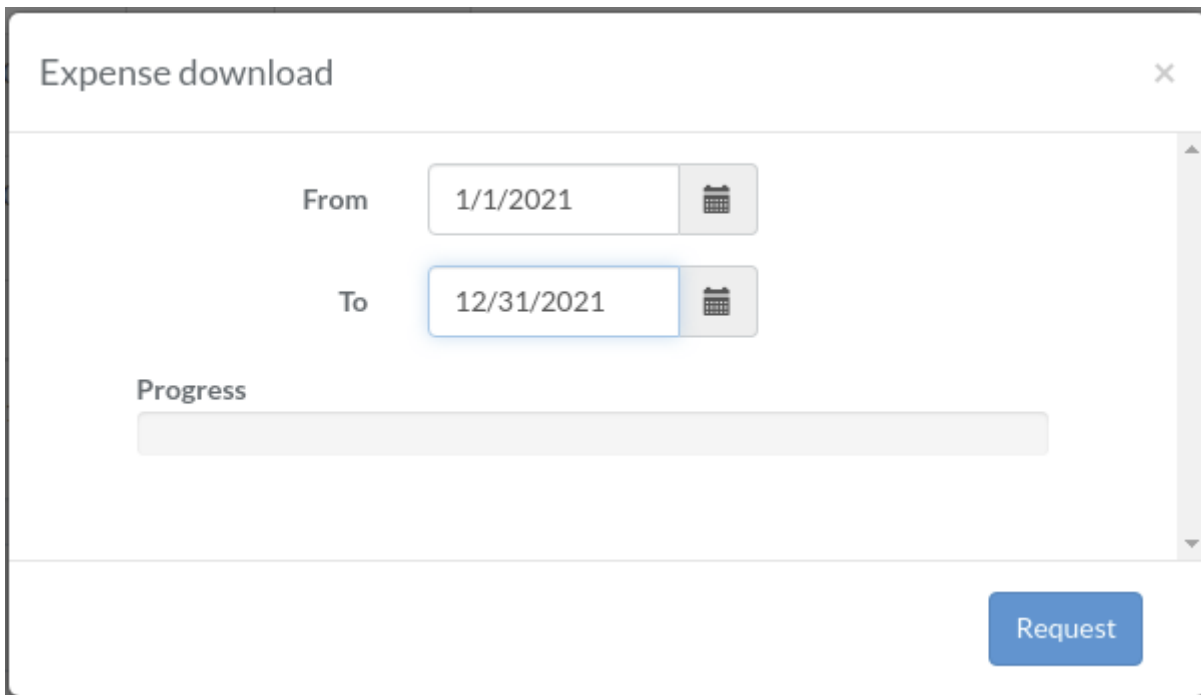 Expense download
×
From 1/1/2021
To 12/31/2021
Progress
Request